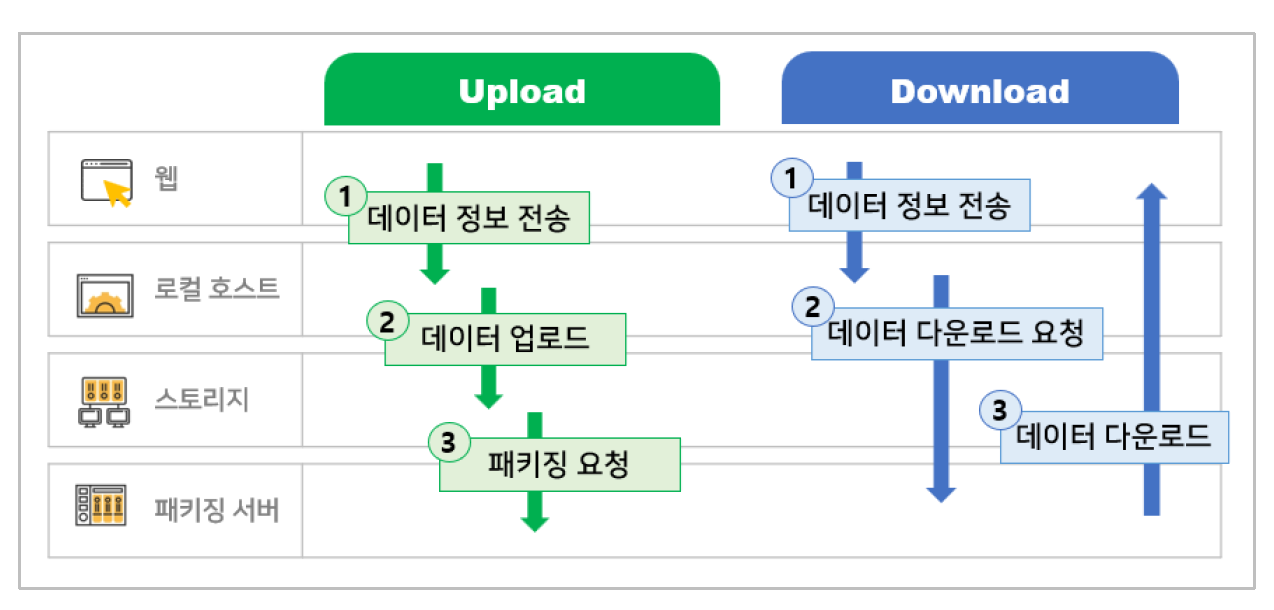 Upload
Download
웹
1
데이터 정보 전송
1
데이터 정보 전송
로컬 호스트
2
데이터 업로드
2
데이터 다운로드 요청
스토리지
3
패키징 요청
3
데이터 다운로드
패키징 서버